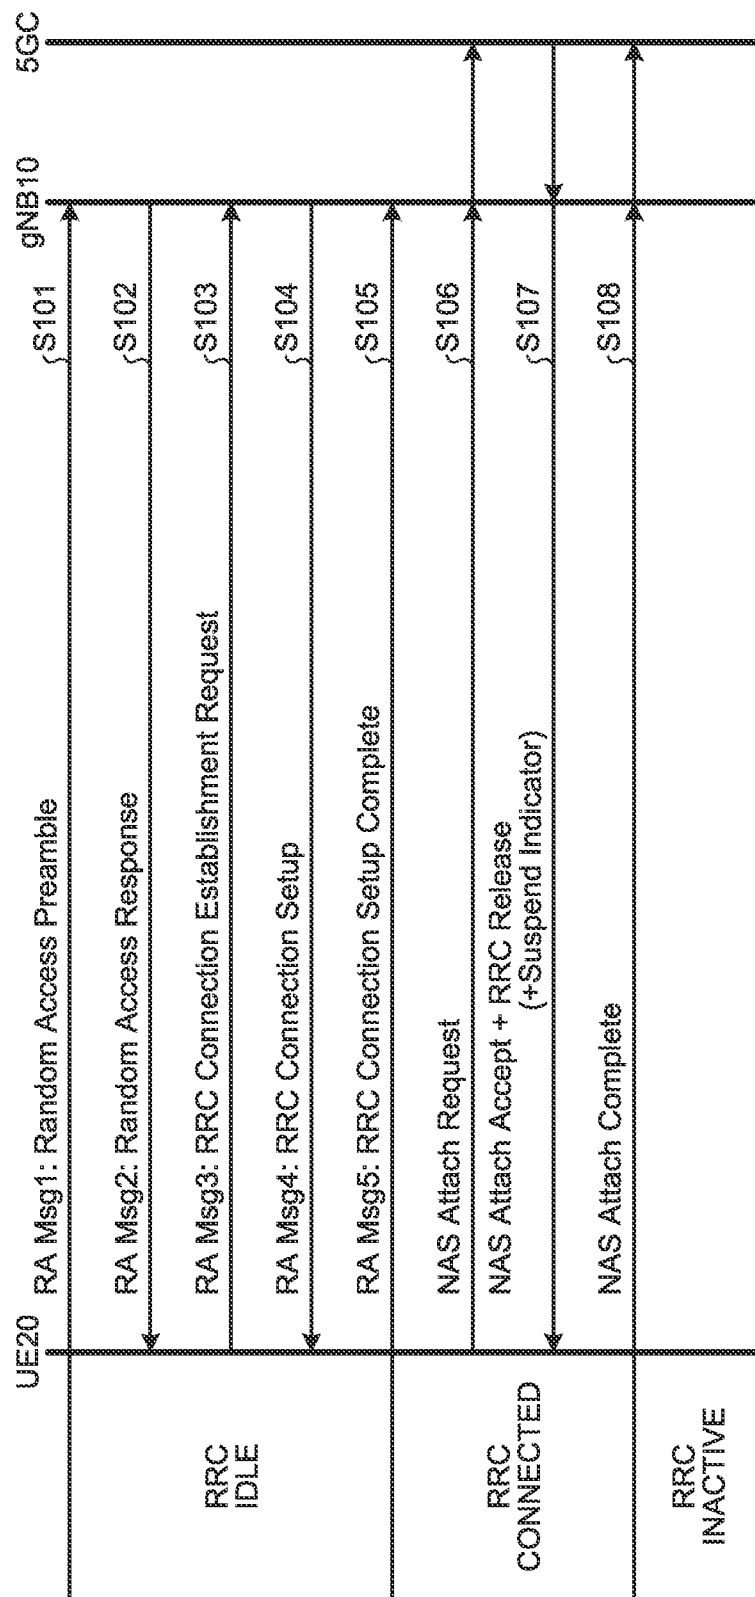 UE20
gNB10
5GC
RA Msg1: Random Access Preamble
S101
RA Msg2: Random Access Response
S102
RA Msg3: RRC Connection Establishment Request
S103
RA Msg4: RRC Connection Setup
S104
RA Msg5: RRC Connection Setup Complete
S105
NAS Attach Request
S106
NAS Attach Accept + RRC Release
(+Suspend Indicator)
S107
NAS Attach Complete
S108
RRC
IDLE
RRC
CONNECTED
RRC
INACTIVE